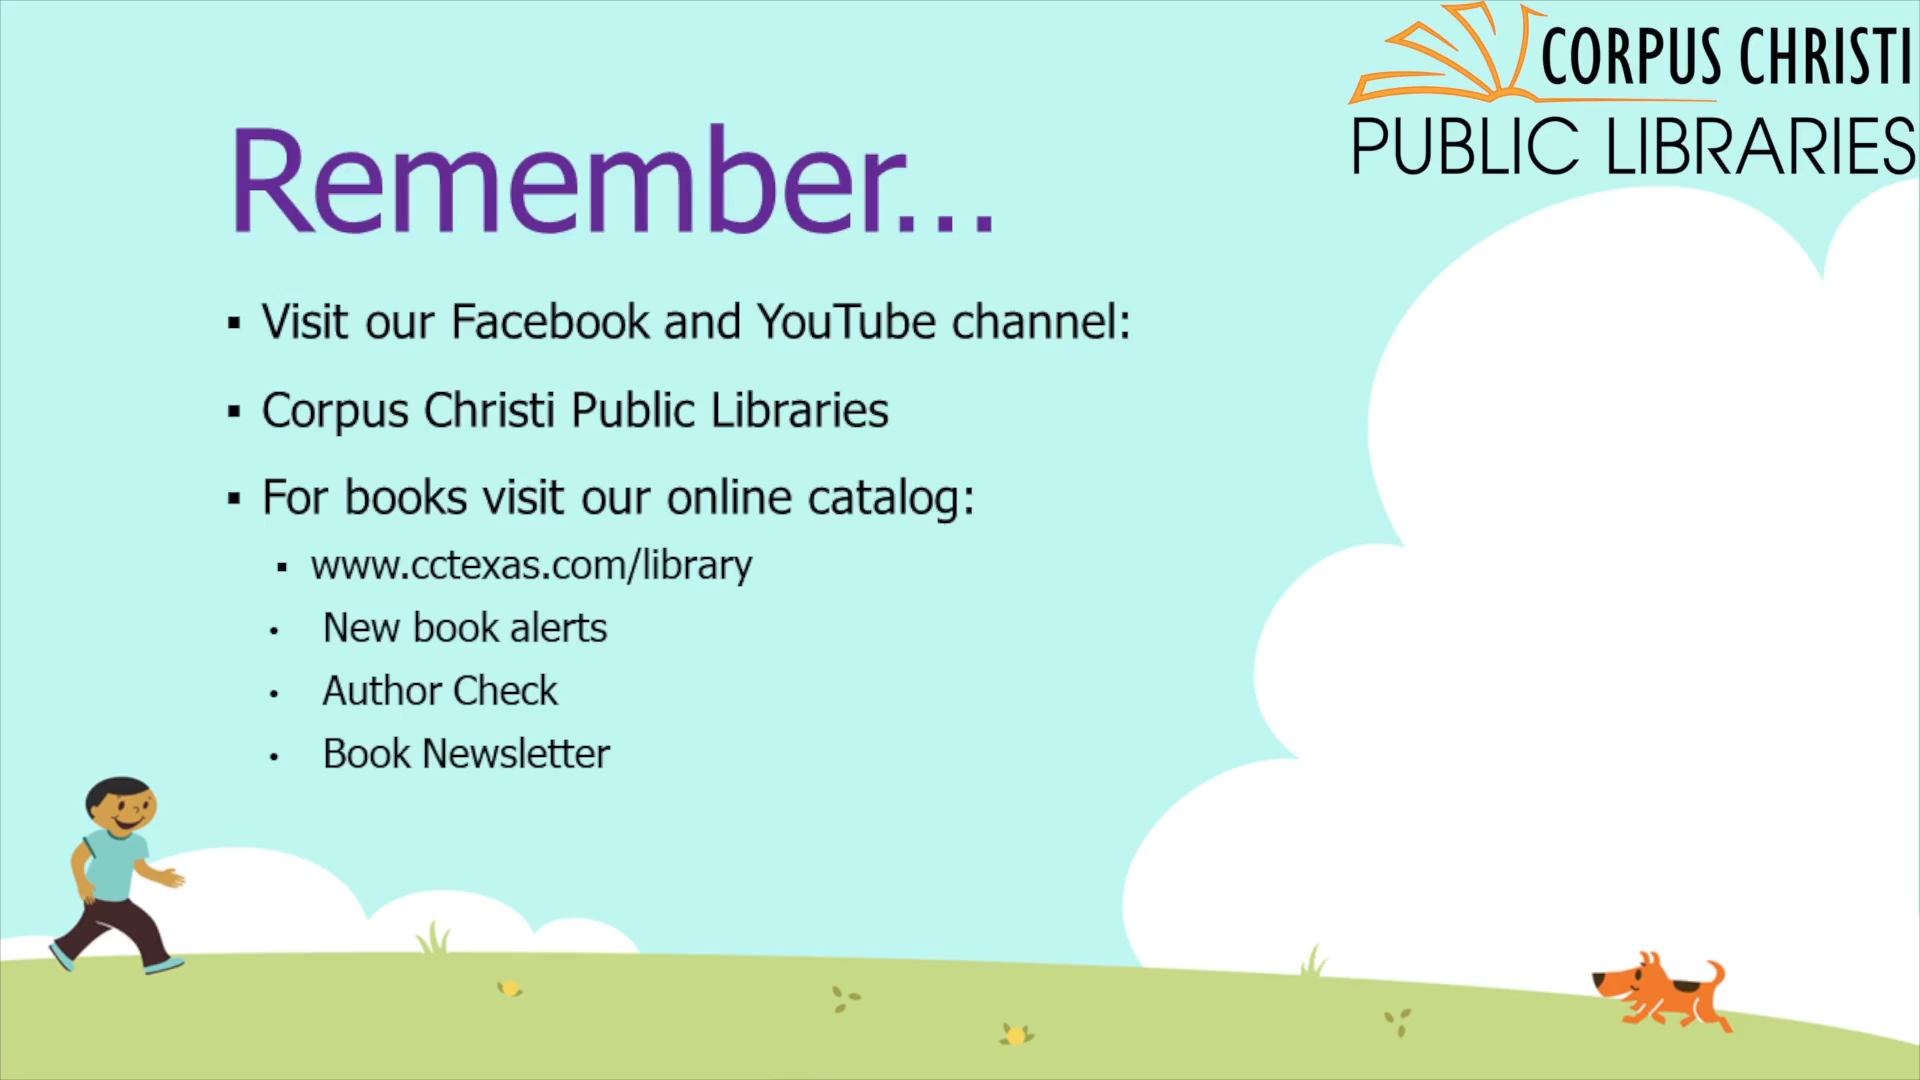 CORPUS CHRISTI
PUBLIC LIBRARIES
Remember...
▪ Visit our Facebook and YouTube channel:
▪ Corpus Christi Public Libraries
▪ For books visit our online catalog:
▪ www.cctexas.com/library
• New book alerts
• Author Check
• Book Newsletter